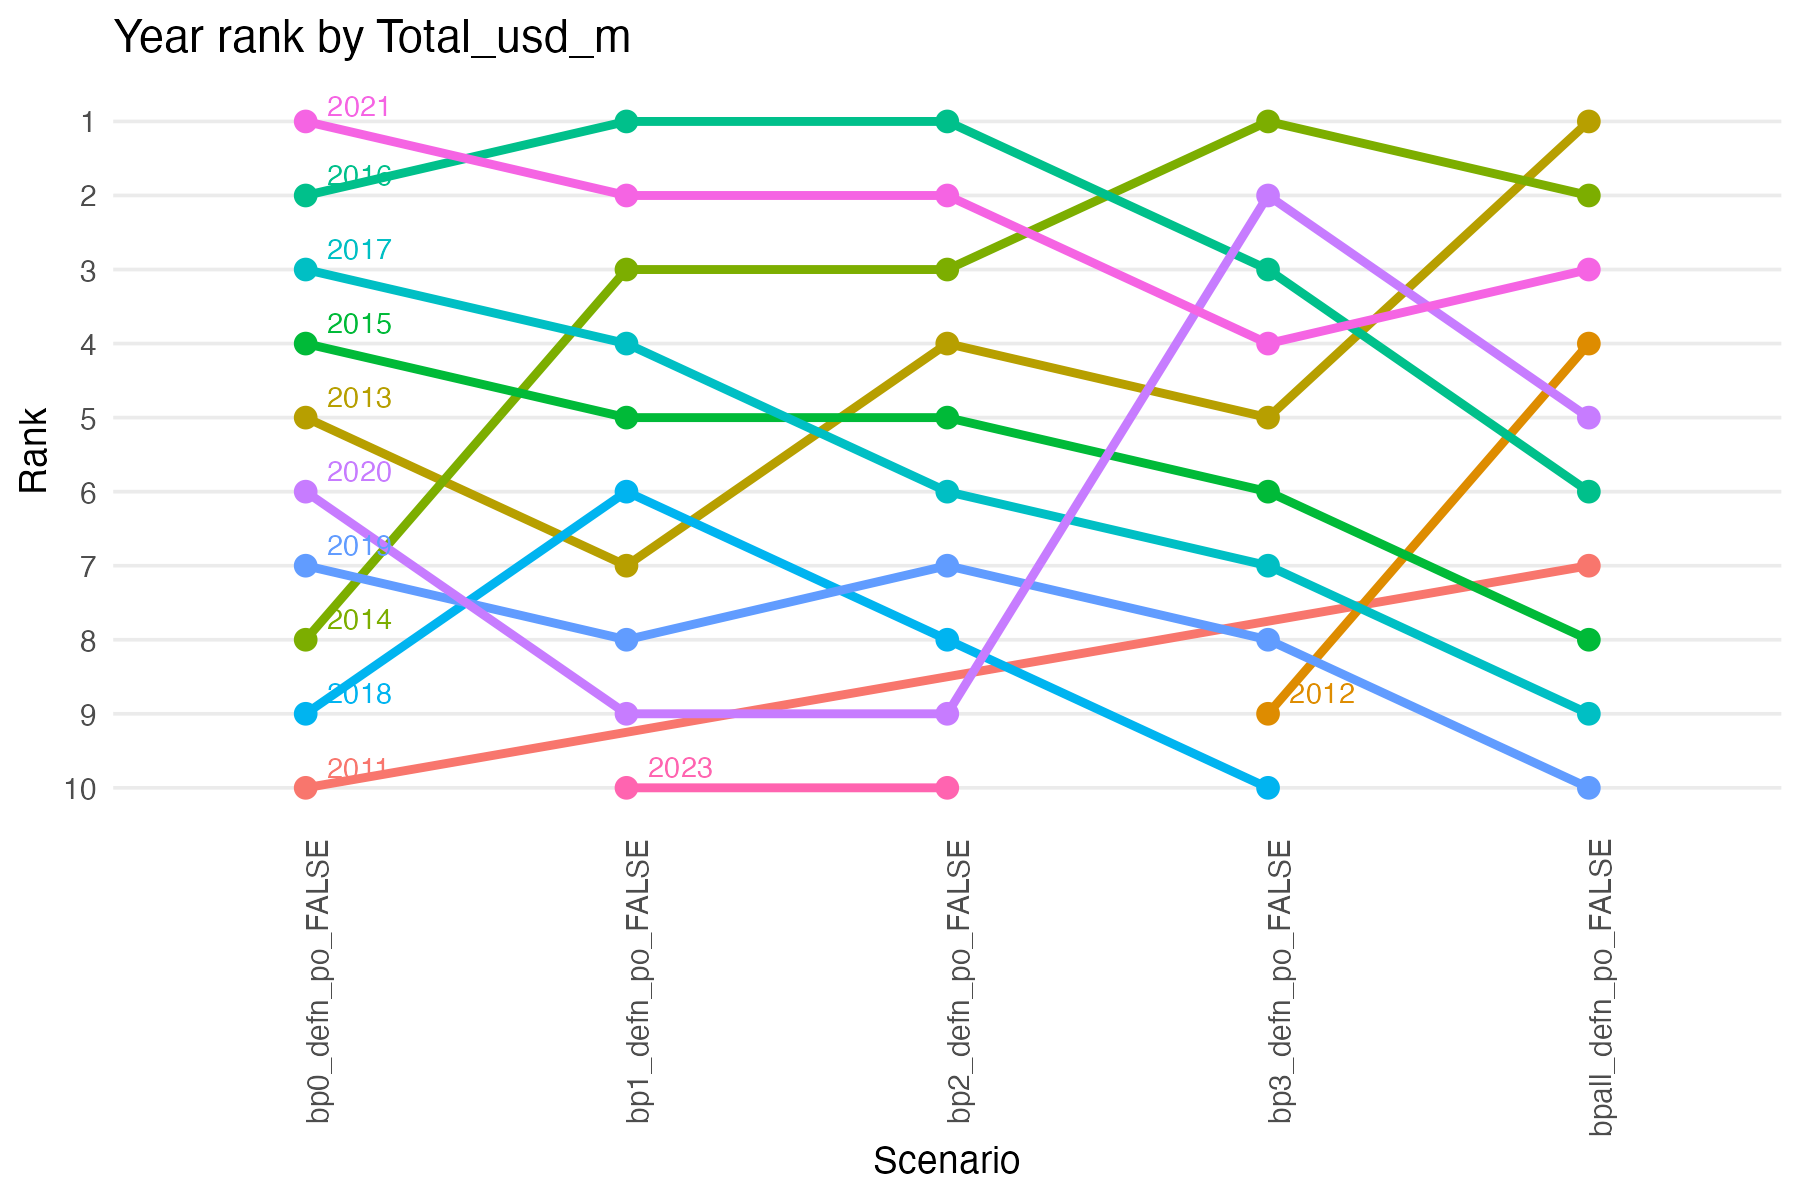 Year rank by Total_usd_m
Rank
1
2
3
4
5
6
7
8
9
10
2021
2016
2017
2015
2013
2020
2014
2018
2011
2023
2012
bp0_defn_po_FALSE
bp1_defn_po_FALSE
bp2_defn_po_FALSE
bp3_defn_po_FALSE
bpall_defn_po_FALSE
Scenario